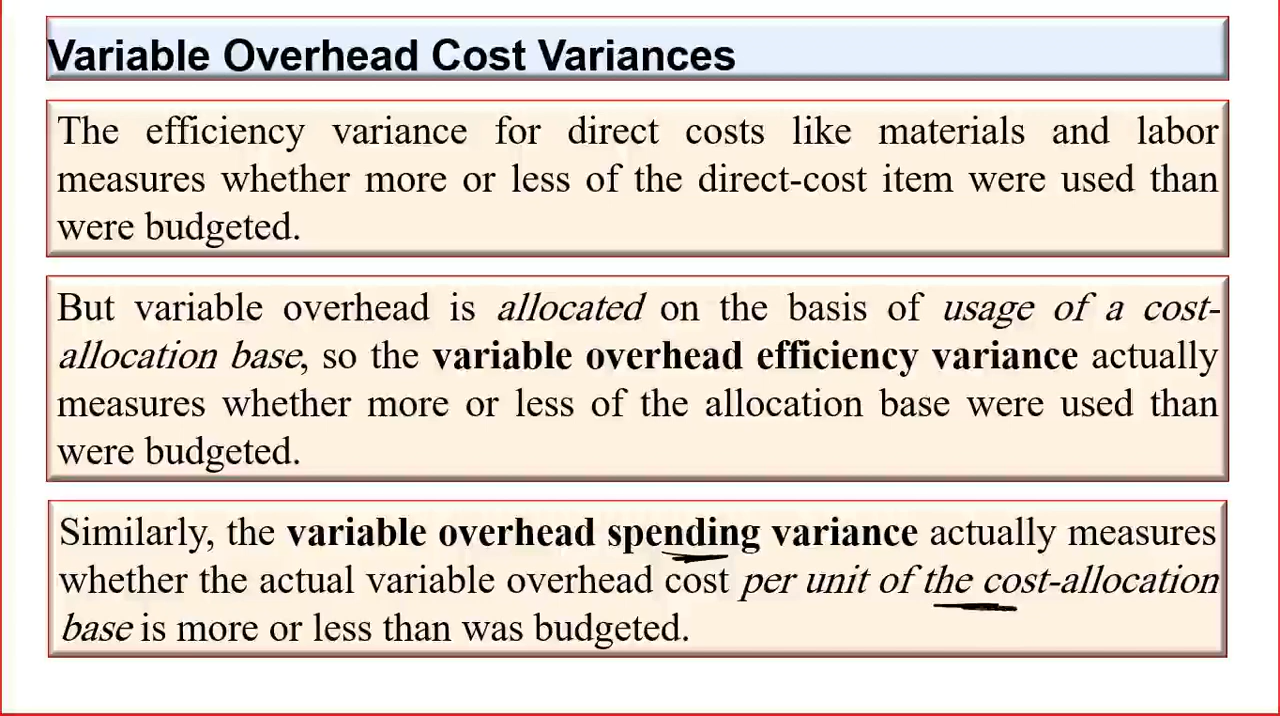 Variable Overhead Cost Variances
The efficiency variance for direct costs like materials and labor
measures whether more or less of the direct-cost item were used than
were budgeted.
But variable overhead is allocated on the basis of usage of a cost-
allocation base, so the variable overhead efficiency variance actually
measures whether more or less of the allocation base were used than
were budgeted.
Similarly, the variable overhead spending variance actually measures
whether the actual variable overhead cost per unit of the cost-allocation
base is more or less than was budgeted.